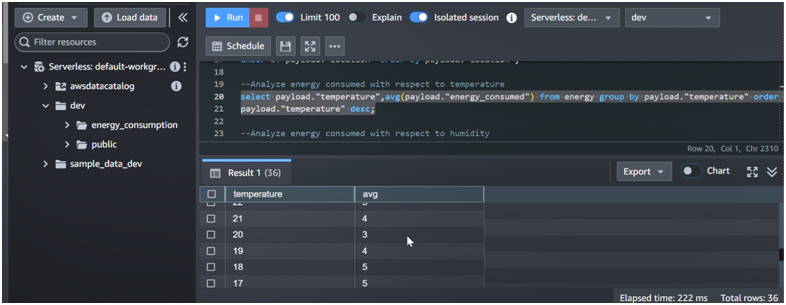 Create
Load data
Run
Limit 100
Explain
Isolated session
Serverless: de...
dev
Filter resources
Schedule
Serverless: default-workgr...
awsdatacatalog
dev
energy_consumption
public
sample_data_dev
18
19 --Analyze energy consumed with respect to temperature
20 select payload."temperature",avg(payload."energy_consumed") from energy group by payload."temperature" order
21 payload."temperature" desc;
22
23 --Analyze energy consumed with respect to humidity
Row 20, Col 1, Chr 2310
Result 1 (36)
Export
Chart
temperature avg
21 4
20 3
19 4
18 5
17 5
Elapsed time: 222 ms Total rows: 36